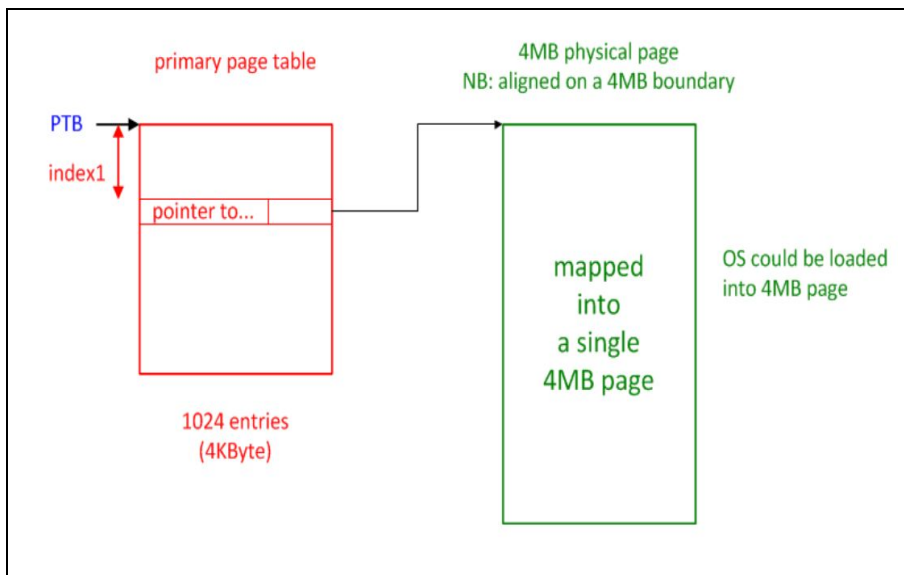 primary page table
4MB physical page
NB: aligned on a 4MB boundary
PTB
index1
pointer to...
mapped
into
a single
4MB page
OS could be loaded
into 4MB page
1024 entries
(4KByte)